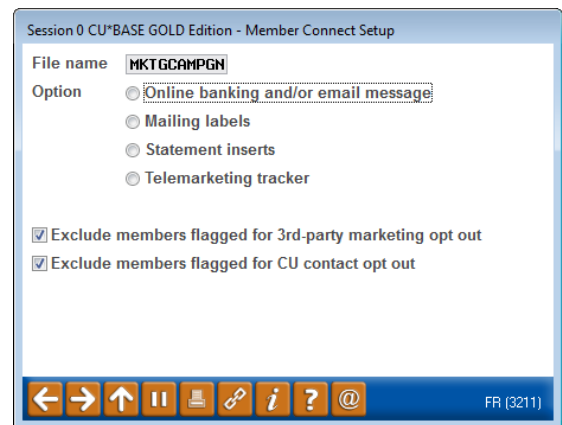 Session 0 CU*BASE GOLD Edition - Member Connect Setup
File name MKTGCAMPGN
Option Online banking and/or email message
Mailing labels
Statement inserts
Telemarketing tracker
Exclude members flagged for 3rd-party marketing opt out
Exclude members flagged for CU contact opt out
FR (3211)